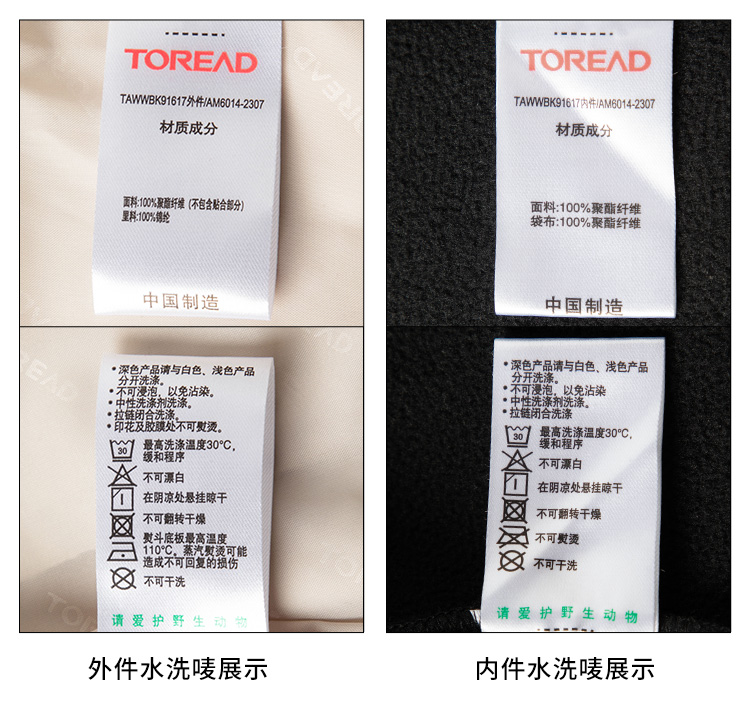 TOREAD
TAWWBK91617外件/AM6014-2307
材质成分
面料:100%聚酯纤维（不包含贴合部分）
里料:100%锦纶
中国制造
TOREAD
TAWWBK91617内件/AM6014-2307
材质成分
面料:100%聚酯纤维
袋布:100%聚酯纤维
中国制造
•深色产品请与白色、浅色产品
分开洗涤。
•不可浸泡，以免沾染。
•中性洗涤剂洗涤。
•拉链闭合洗涤。
•印花及胶膜处不可熨烫。
30
最高洗涤温度30℃，
缓和程序
不可漂白
在阴凉处悬挂晾干
不可翻转干燥
熨斗底板最高温度
110℃。蒸汽熨烫可能
造成不可回复的损伤
不可干洗
请爱护野生动物
•深色产品请与白色、浅色产品
分开洗涤。
•不可浸泡，以免沾染
•中性洗涤剂洗涤。
•拉链闭合洗涤
30
最高洗涤温度30℃，
缓和程序
不可漂白
在阴凉处悬挂晾干
不可翻转干燥
不可熨烫
不可干洗
请爱护野生动物
外件水洗唛展示
内件水洗唛展示